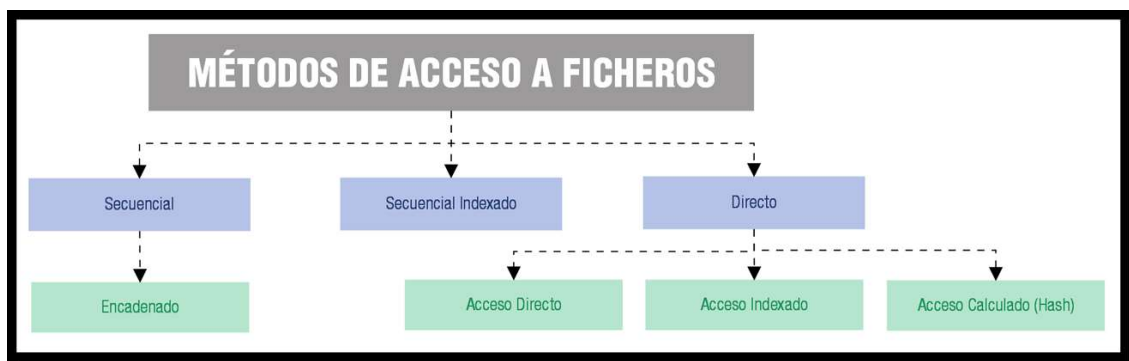 MÉTODOS DE ACCESO A FICHEROS
Secuencial
Secuencial Indexado
Directo
Encadenado
Acceso Directo
Acceso Indexado
Acceso Calculado (Hash)